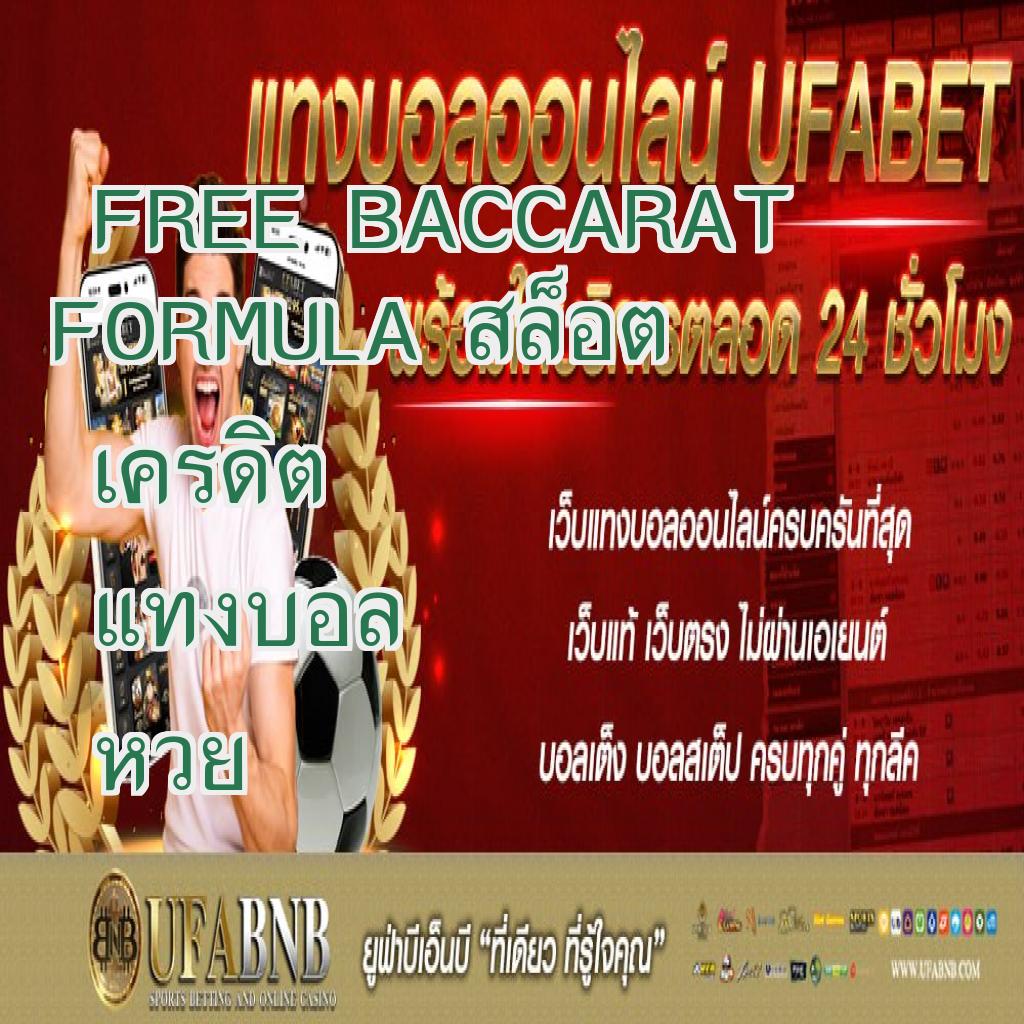 แทงบอลออนไลน์ UFABET
FREE BACCARAT
FORMULA สล็อต
ตลอด 24 ชั่วโมง
เครดิต
แทงบอล
หวย
เว็บแทงบอลออนไลน์ครบครันที่สุด
เว็บแท้ เว็บตรง ไม่ผ่านเอเยนต์
บอลเต็ง บอลสเต็ป ครบทุกคู่ ทุกลีค
BNB UFABNB
SPORTS BETTING AND ONLINE CASINO
ยูฟ่าบีเอ็นบี “ที่เดียว ที่รู้ใจคุณ”
WWW.UFABNB.COM